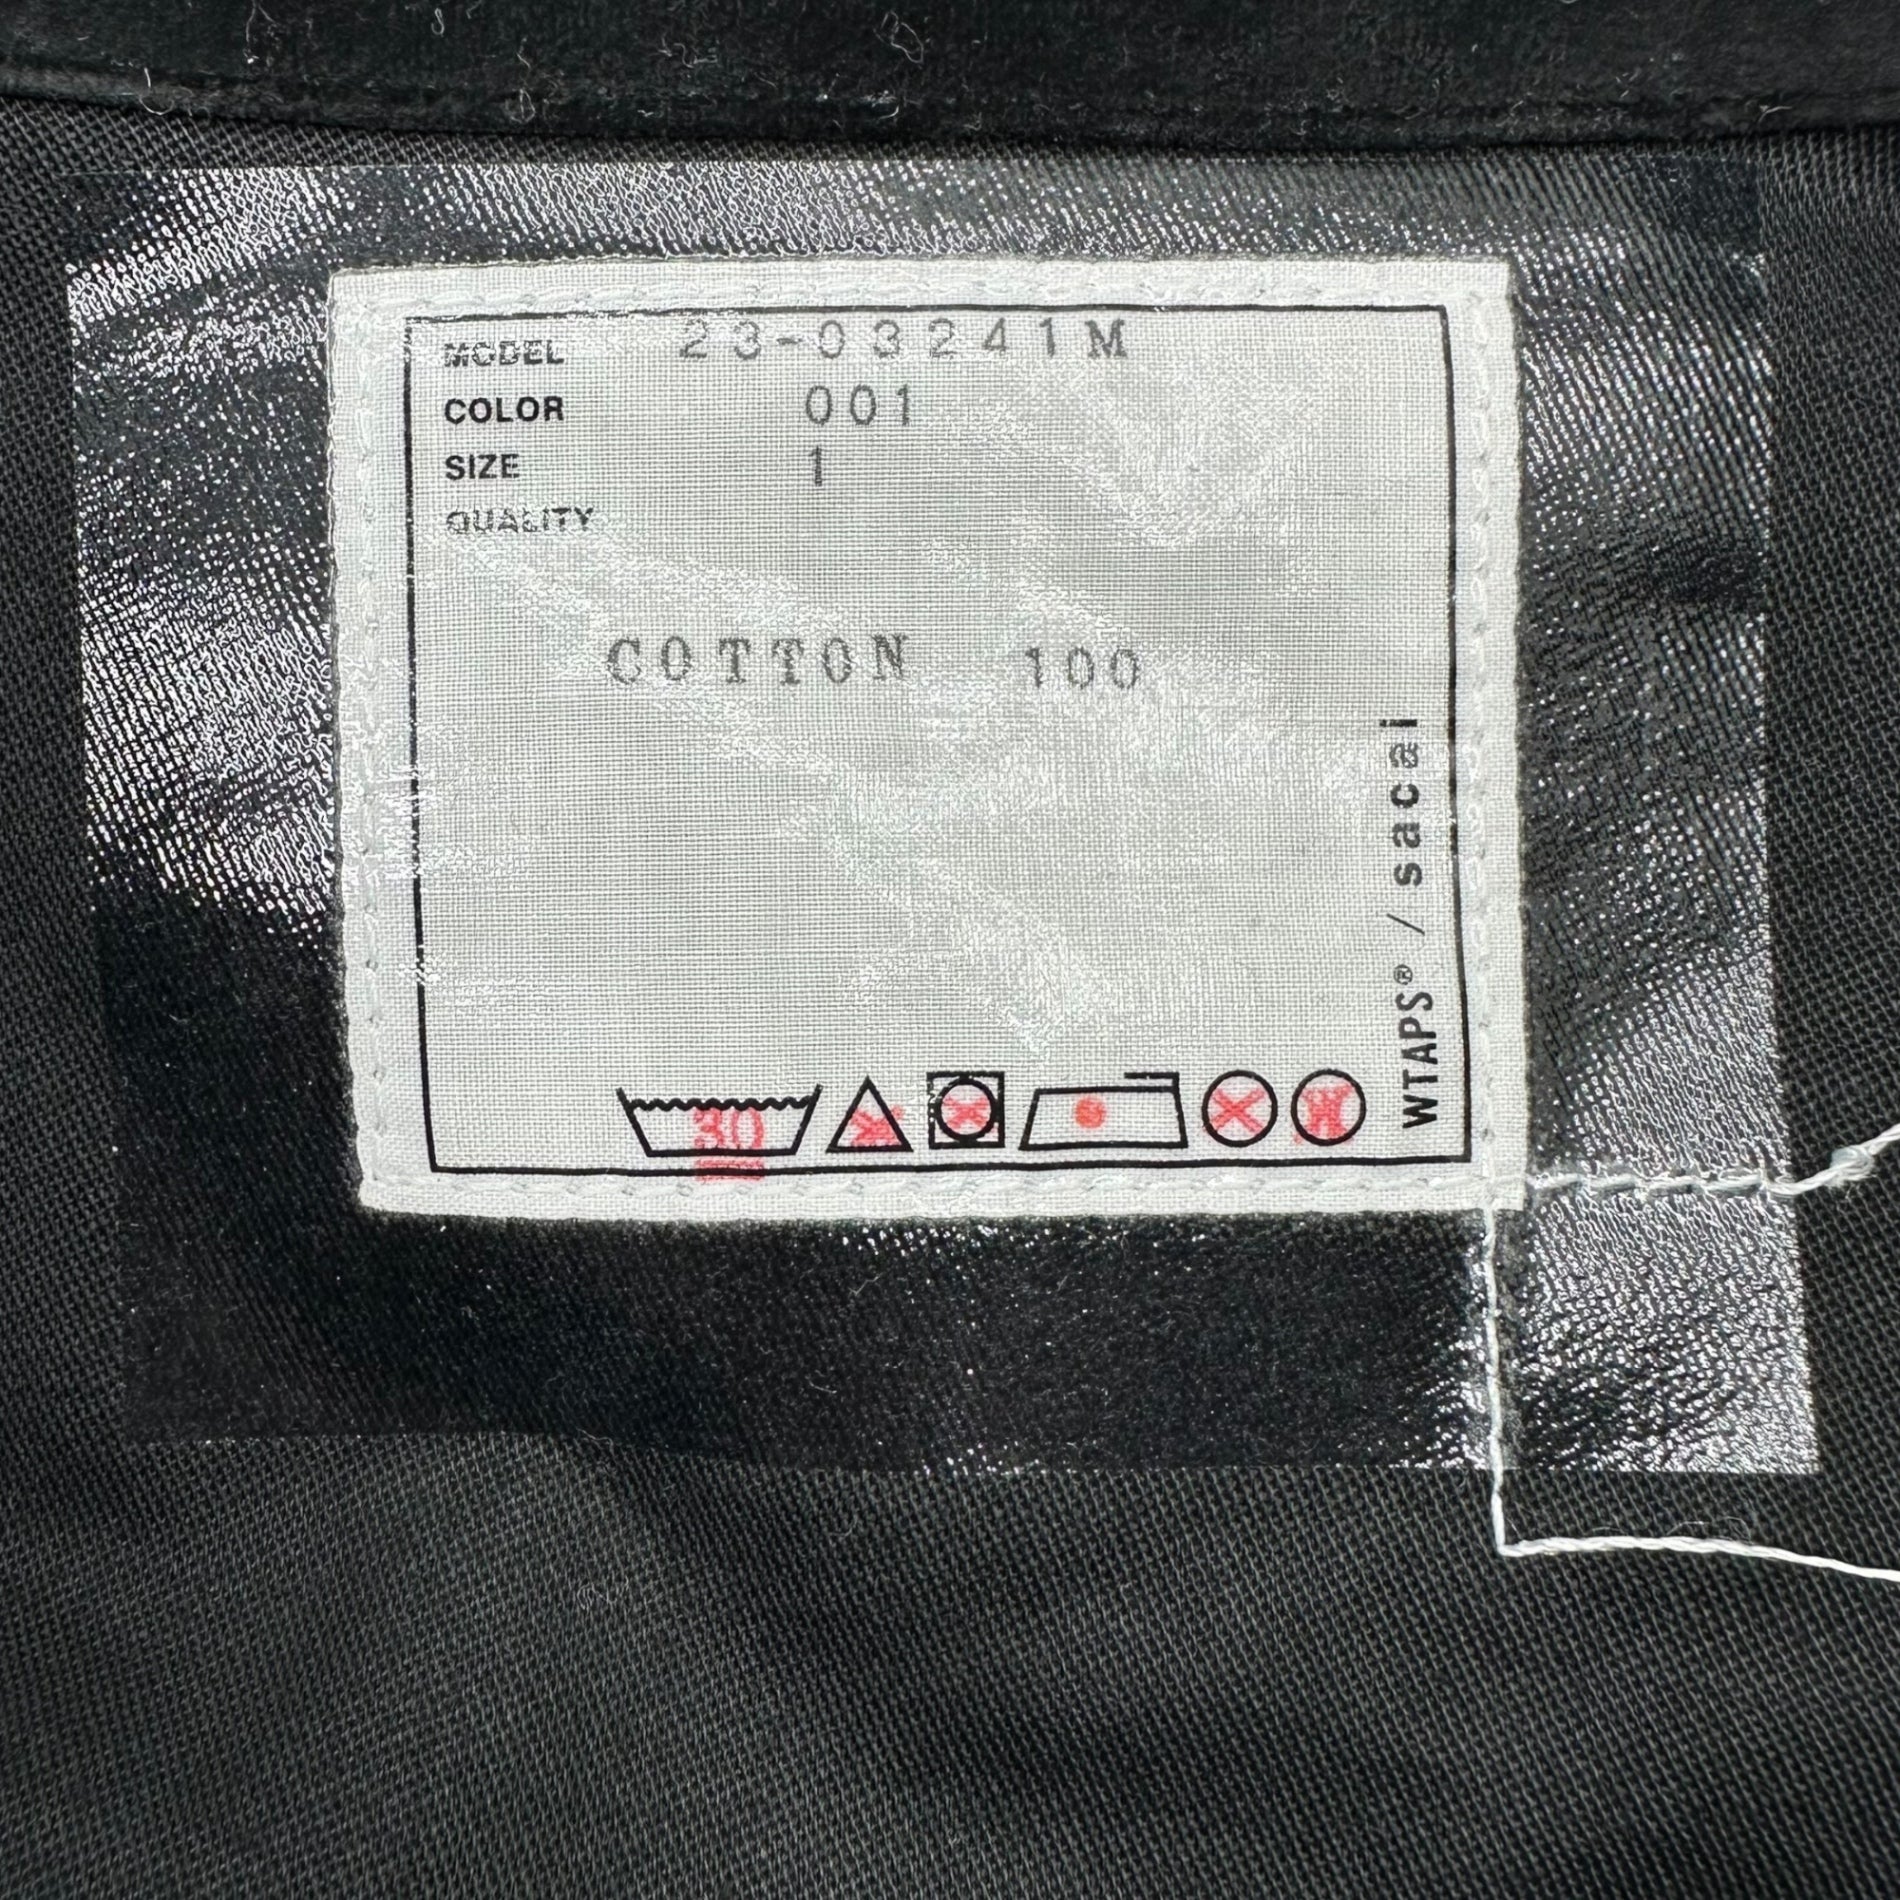 MODEL 23-03241M
COLOR 001
SIZE 1
QUALITY
COTTON 100
WTAPS® / sacai
30
W